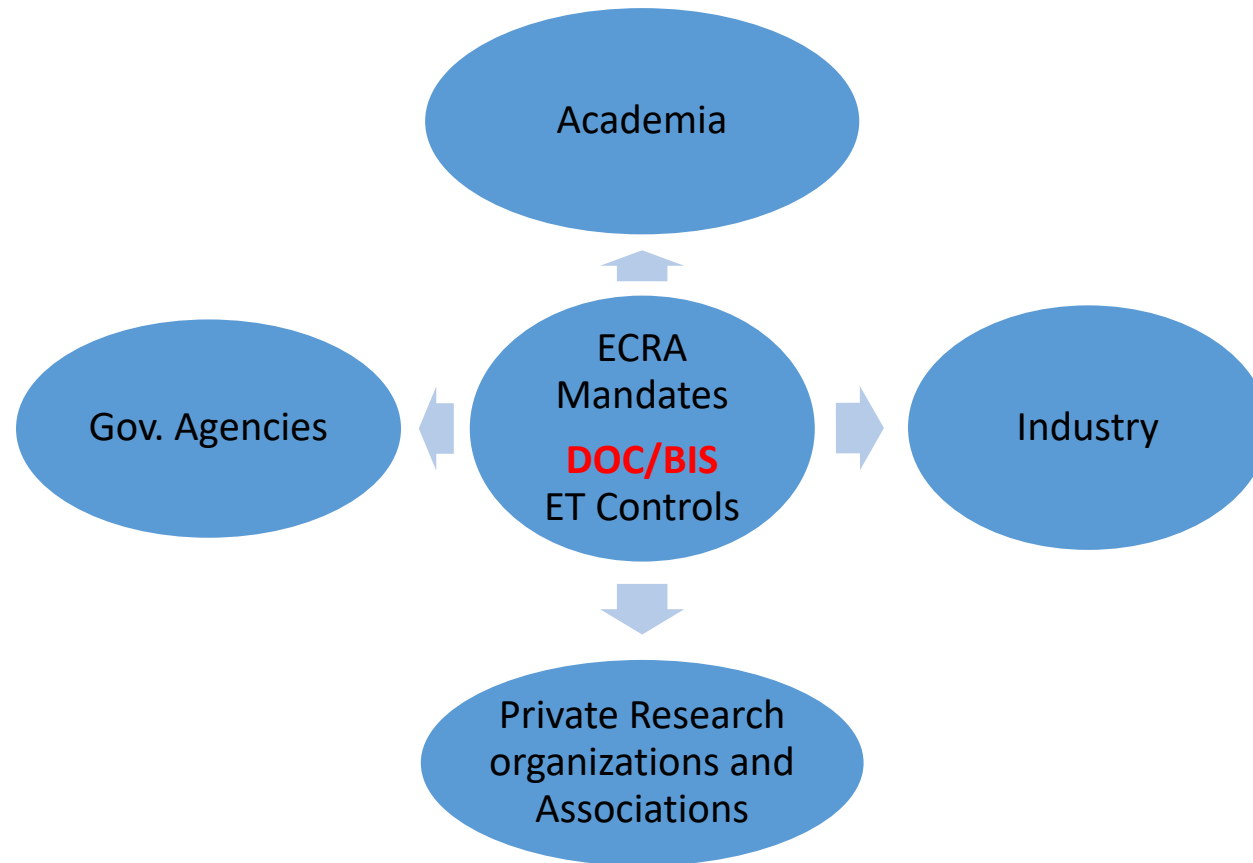 Academia
Gov. Agencies
ECRA
Mandates
DOC/BIS
ET Controls
Industry
Private Research
organizations and
Associations